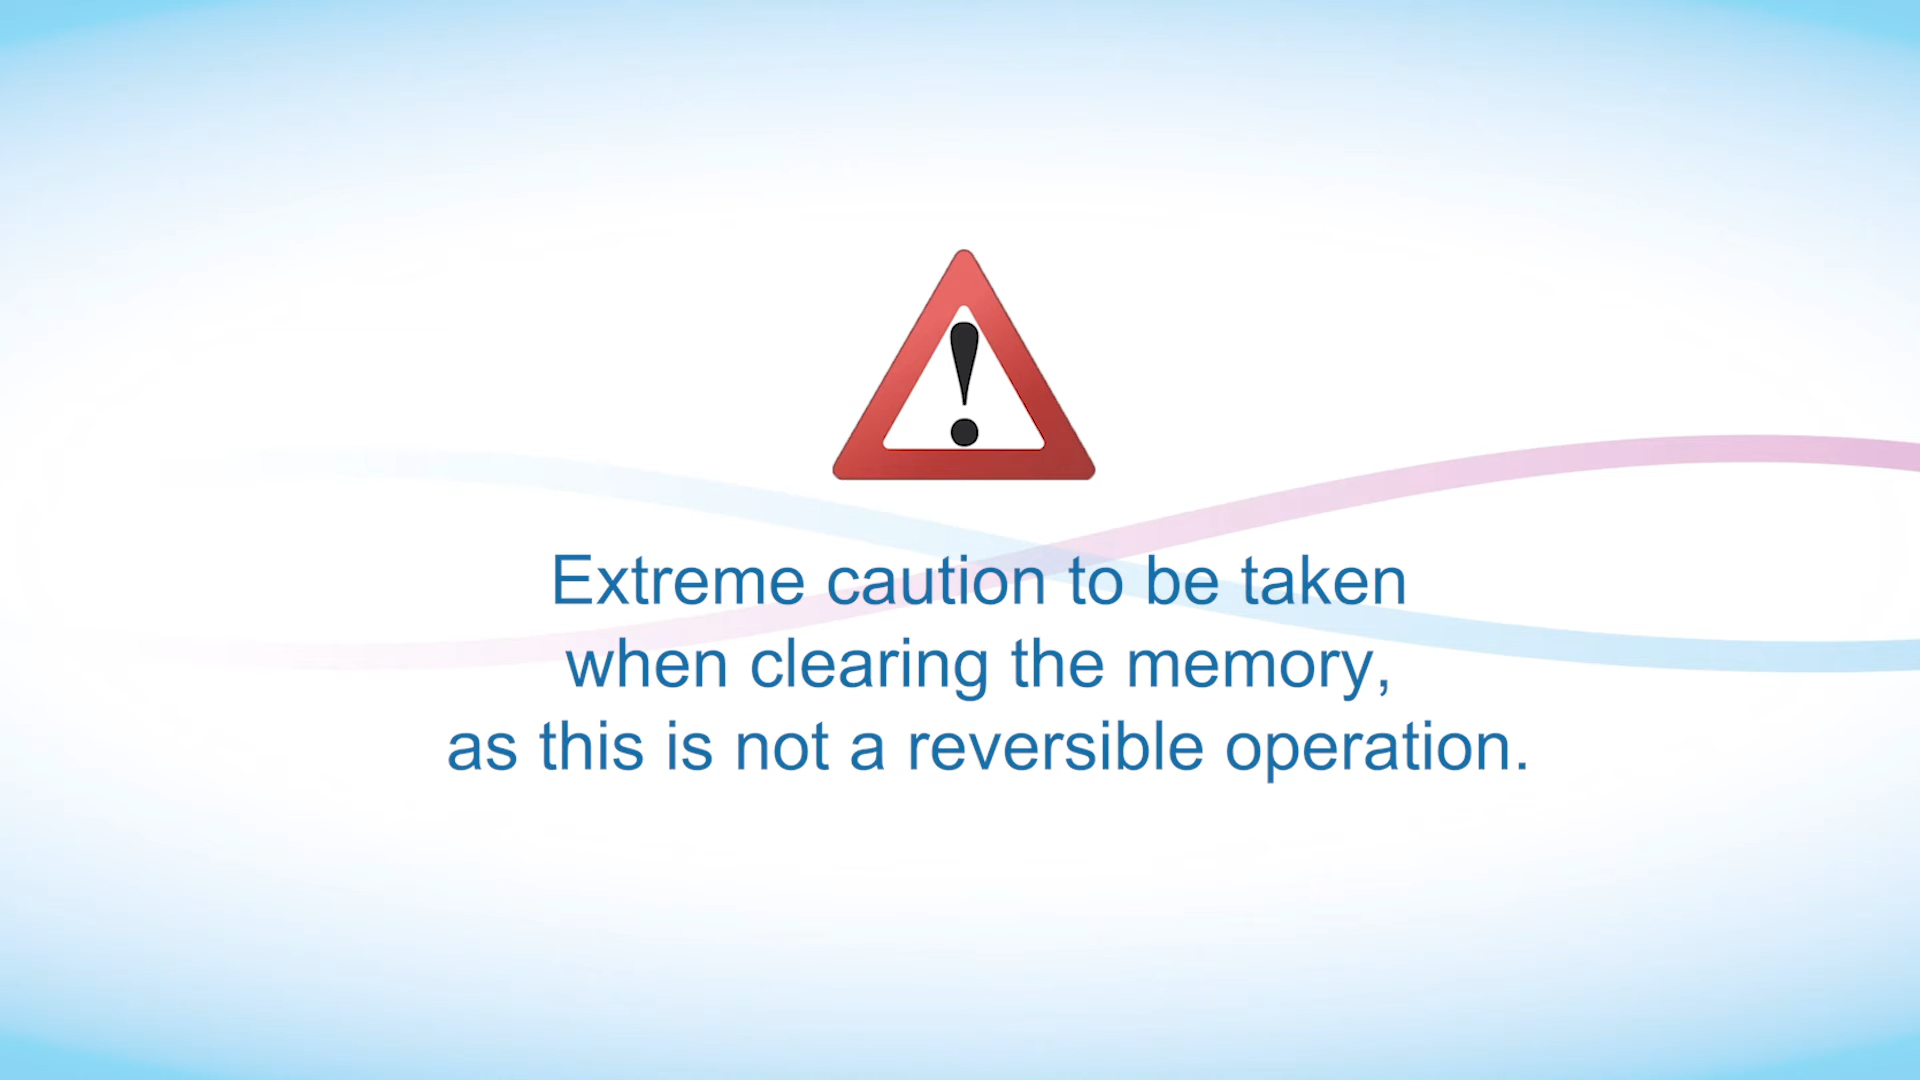 Extreme caution to be taken
when clearing the memory,
as this is not a reversible operation.